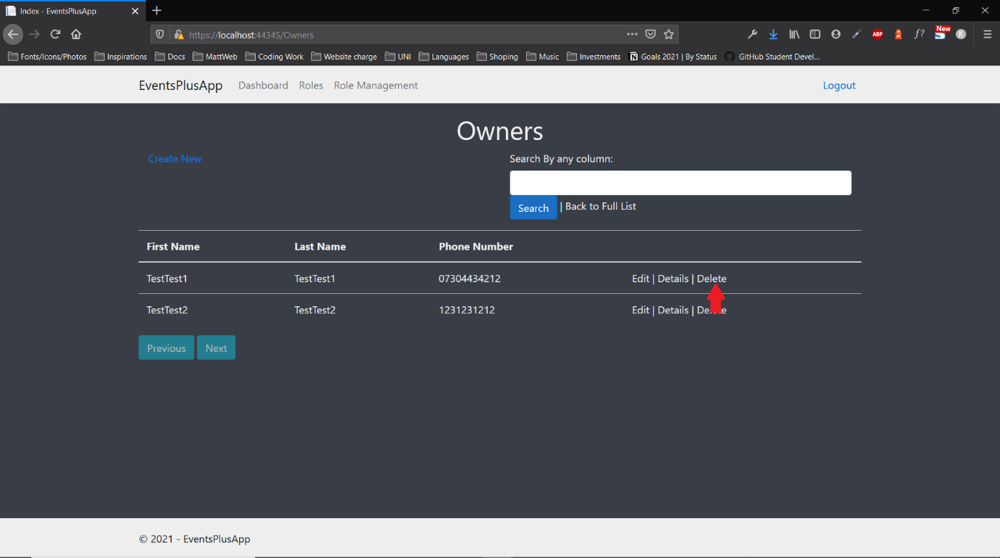 Index - EventsPlusApp
https://localhost:44345/Owners
ABP f? New S K
Fonts/Icons/Photos Inspirations Docs MattWeb Coding Work Website charge UNI Languages Shoping Music Investments Goals 2021 | By Status GitHub Student Devel...
EventsPlusApp Dashboard Roles Role Management Logout
Owners
Create New Search By any column:
Search | Back to Full List
First Name Last Name Phone Number
TestTest1 TestTest1 07304434212 Edit | Details | Delete
TestTest2 TestTest2 1231231212 Edit | Details | Delete
Previous Next
© 2021 - EventsPlusApp